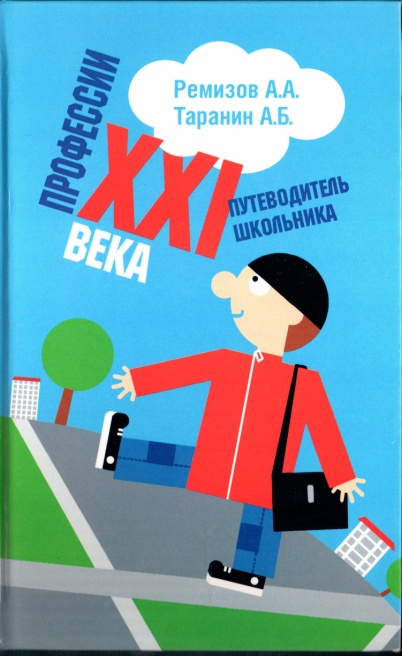 Ремизов А.А.
Таранин А.Б.
ПРОФЕССИИ
XXI
ВЕКА
ПУТЕВОДИТЕЛЬ
ШКОЛЬНИКА